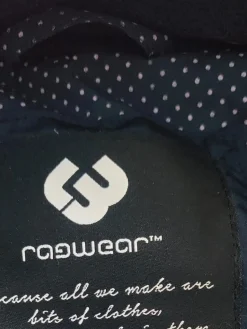 ragwear™
cause all we make are
bits of clothes,